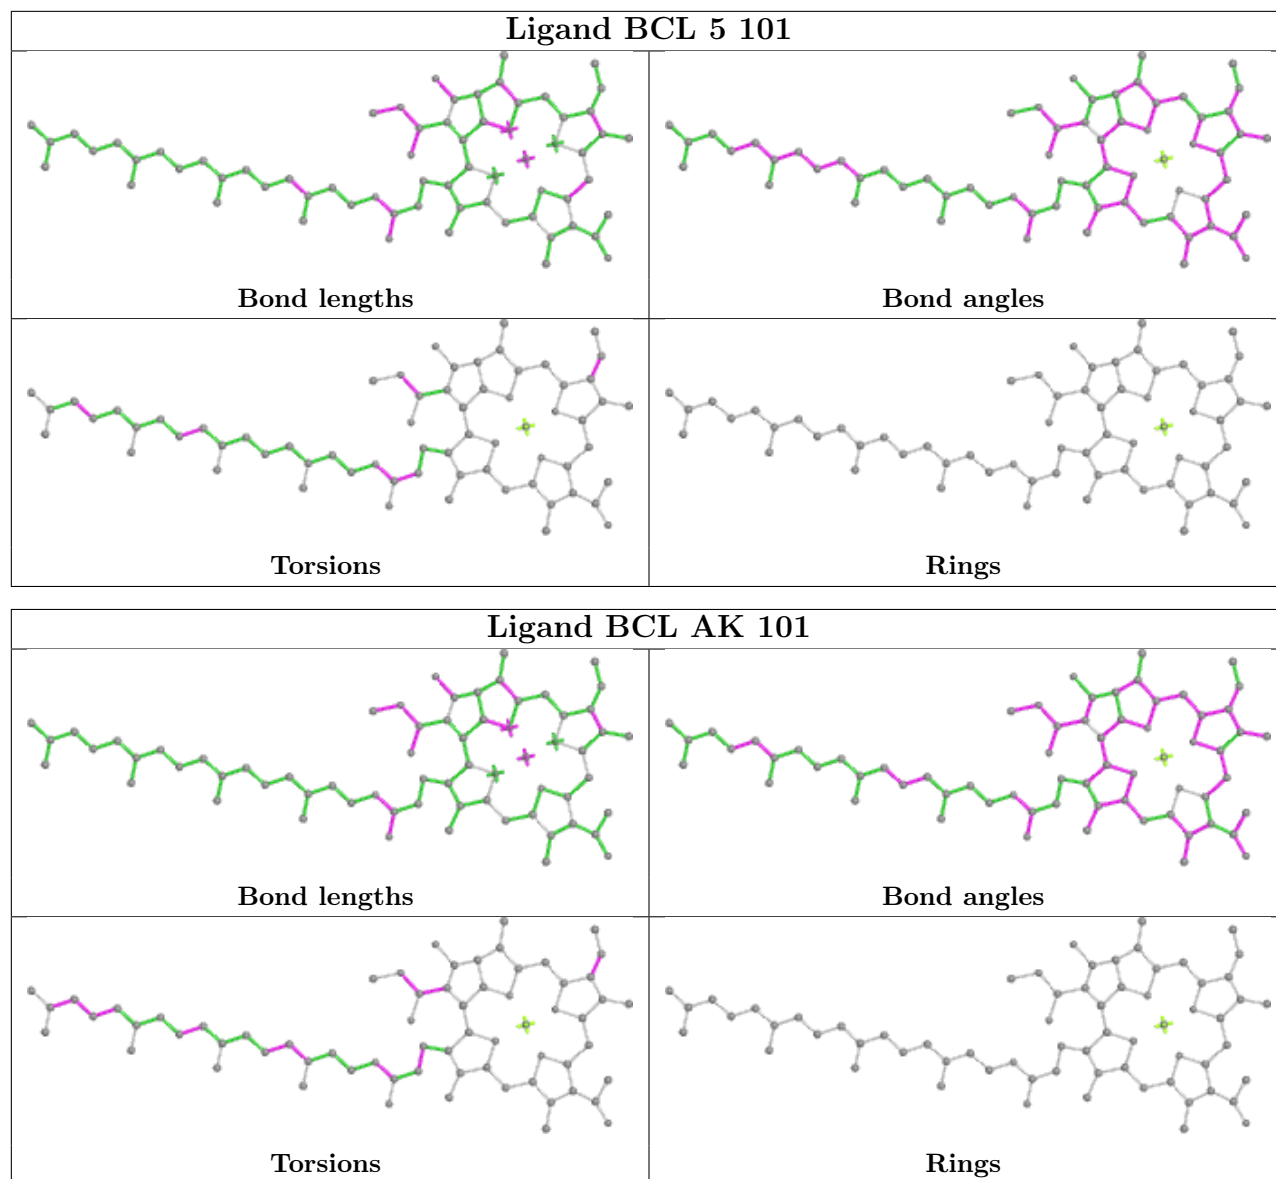 Ligand BCL 5 101
Bond lengths
Bond angles
Torsions
Rings
Ligand BCL AK 101
Bond lengths
Bond angles
Torsions
Rings